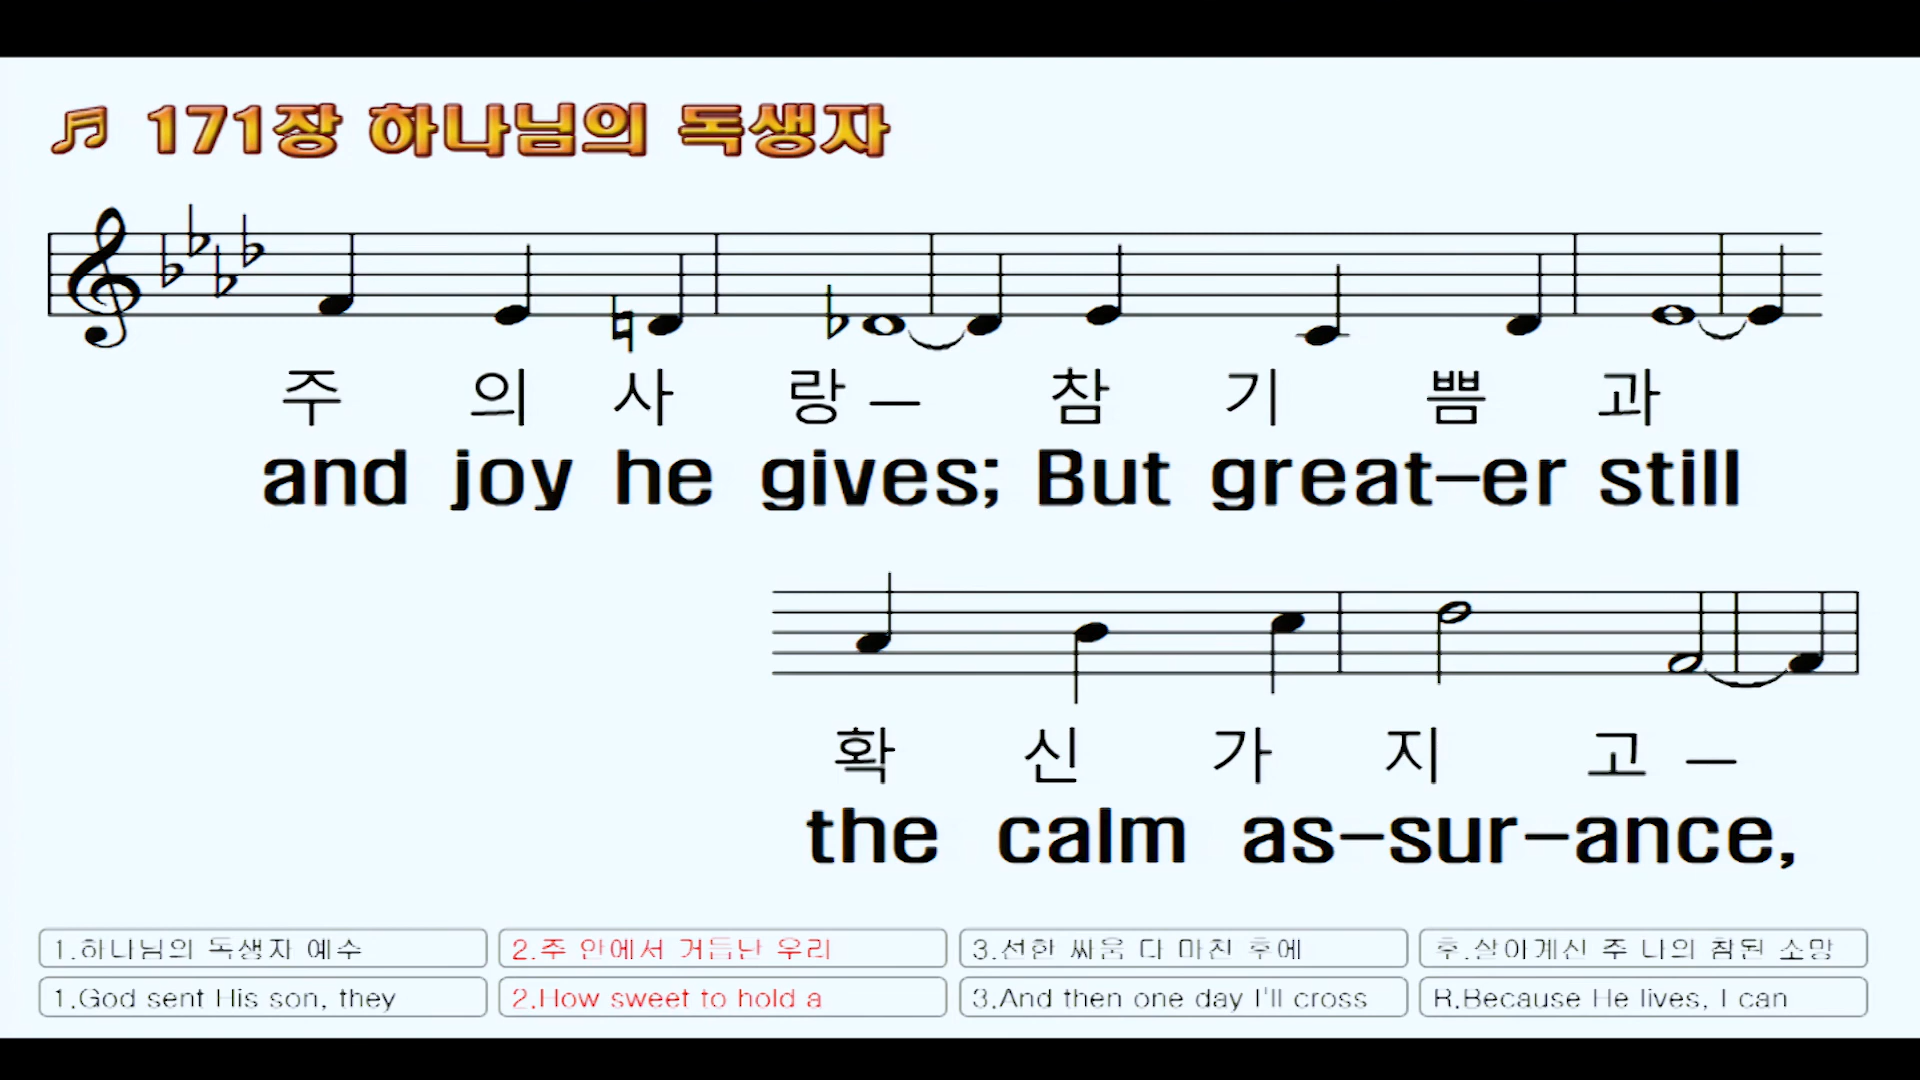 ♬ 171장 하나님의 독생자
주 의 사 랑 – 참 기 쁨 과
and joy he gives; But great-er still
확 신 가 지 고 –
the calm as-sur-ance,
1.하나님의 독생자 예수
2.주 안에서 거듭난 우리
3.선한 싸움 다 마친 후에
후.살아계신 주 나의 참된 소망
1.God sent His son, they
2.How sweet to hold a
3.And then one day I'll cross
R.Because He lives, I can